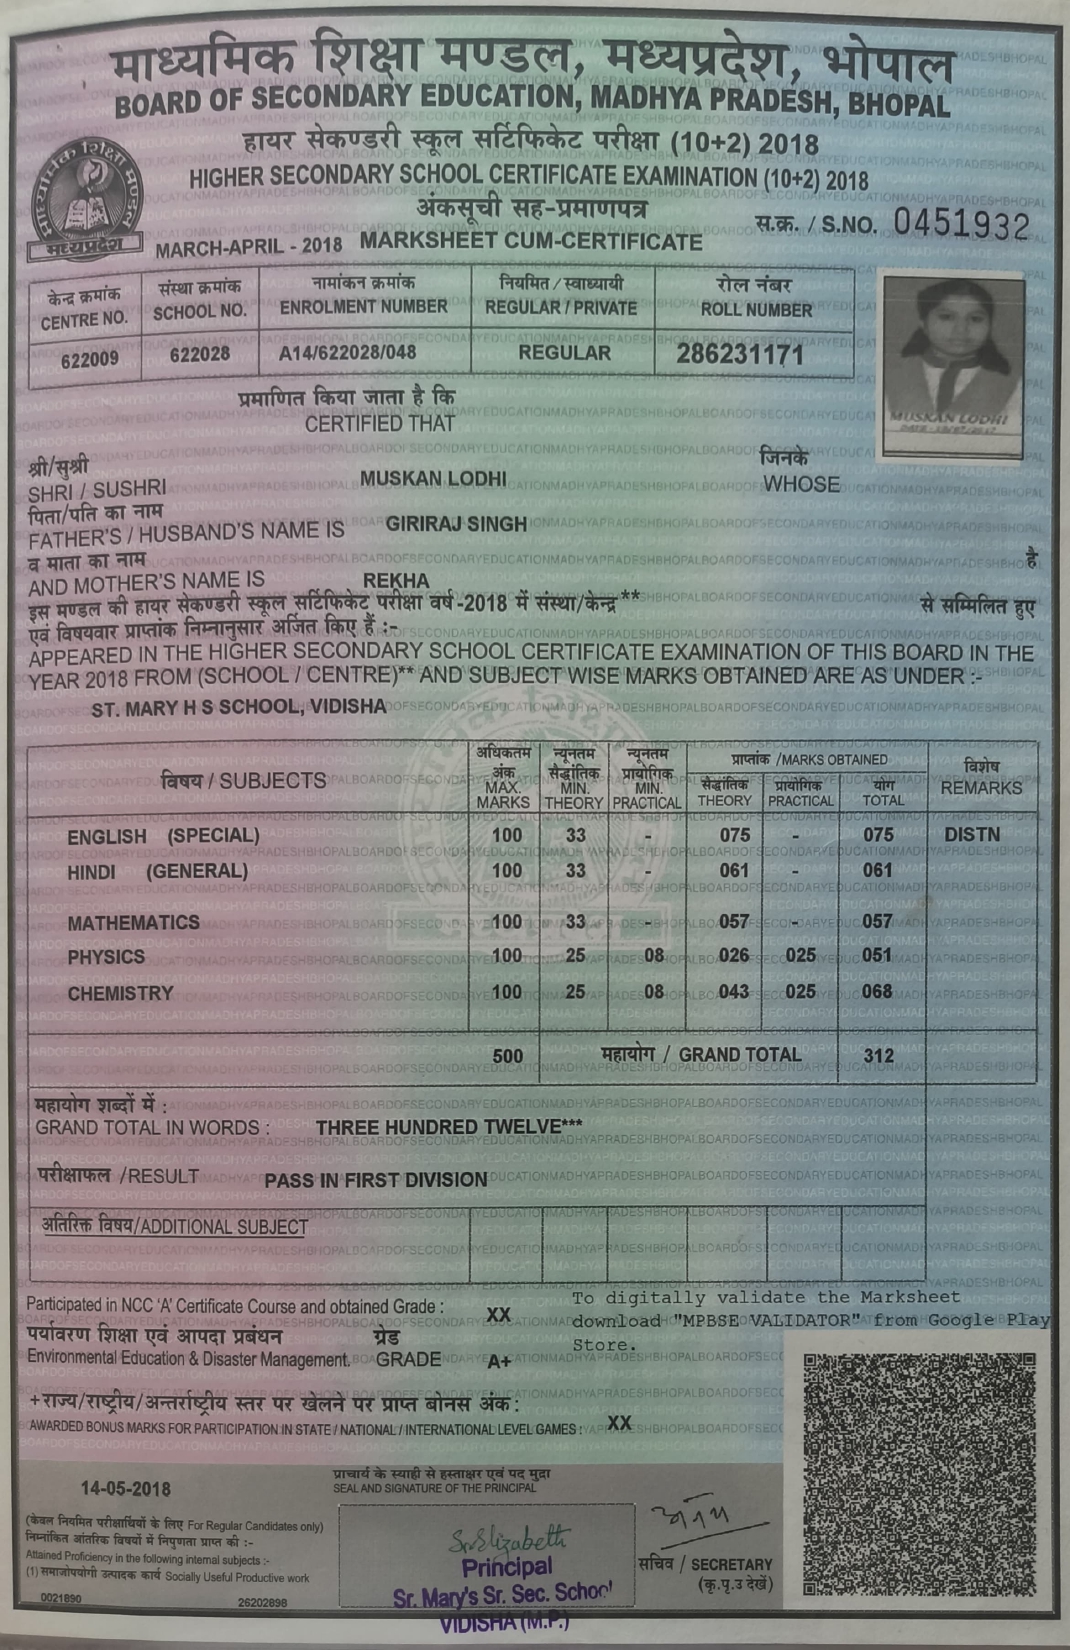 माध्यमिक शिक्षा मण्डल, मध्यप्रदेश, भोपाल
BOARD OF SECONDARY EDUCATION, MADHYA PRADESH, BHOPAL
हायर सेकण्डरी स्कूल सर्टिफिकेट परीक्षा (10+2) 2018
HIGHER SECONDARY SCHOOL CERTIFICATE EXAMINATION (10+2) 2018
अंकसूची सह-प्रमाणपत्र
स.क्र. / S.NO. 0451932
मध्यप्रदेश
MARCH-APRIL - 2018 MARKSHEET CUM-CERTIFICATE
केन्द्र क्रमांक संस्था क्रमांक नामांकन क्रमांक नियमित / स्वाध्यायी रोल नंबर
CENTRE NO. SCHOOL NO. ENROLMENT NUMBER REGULAR / PRIVATE ROLL NUMBER
622009 622028 A14/622028/048 REGULAR 286231171
MUSKAN LODHI
प्रमाणित किया जाता है कि
CERTIFIED THAT
श्री/सुश्री जिनके
SHRI / SUSHRI MUSKAN LODHI WHOSE
पिता/पति का नाम
FATHER'S / HUSBAND'S NAME IS GIRIRAJ SINGH
व माता का नाम है
AND MOTHER'S NAME IS REKHA
इस मण्डल की हायर सेकण्डरी स्कूल सर्टिफिकेट परीक्षा वर्ष-2018 में संस्था/केन्द्र** से सम्मिलित हुए
एवं विषयवार प्राप्तांक निम्नानुसार अर्जित किए हैं :-
APPEARED IN THE HIGHER SECONDARY SCHOOL CERTIFICATE EXAMINATION OF THIS BOARD IN THE
YEAR 2018 FROM (SCHOOL / CENTRE)** AND SUBJECT WISE MARKS OBTAINED ARE AS UNDER :-
ST. MARY H S SCHOOL, VIDISHA
विषय / SUBJECTS अधिकतम अंक MAX. MARKS न्यूनतम सैद्धांतिक MIN. THEORY न्यूनतम प्रायोगिक MIN. PRACTICAL प्राप्तांक /MARKS OBTAINED विशेष REMARKS
सैद्धांतिक THEORY प्रायोगिक PRACTICAL योग TOTAL
ENGLISH (SPECIAL) 100 33 - 075 - 075 DISTN
HINDI (GENERAL) 100 33 - 061 - 061
MATHEMATICS 100 33 - 057 - 057
PHYSICS 100 25 08 026 025 051
CHEMISTRY 100 25 08 043 025 068
500 महायोग / GRAND TOTAL 312
महायोग शब्दों में :
GRAND TOTAL IN WORDS : THREE HUNDRED TWELVE***
परीक्षाफल /RESULT PASS IN FIRST DIVISION
अतिरिक्त विषय/ADDITIONAL SUBJECT
Participated in NCC 'A' Certificate Course and obtained Grade : XX
To digitally validate the Marksheet
download "MPBSE VALIDATOR" from Google Play
Store.
पर्यावरण शिक्षा एवं आपदा प्रबंधन ग्रेड
Environmental Education & Disaster Management. GRADE A+
+राज्य/राष्ट्रीय/अन्तर्राष्ट्रीय स्तर पर खेलने पर प्राप्त बोनस अंक :
AWARDED BONUS MARKS FOR PARTICIPATION IN STATE / NATIONAL / INTERNATIONAL LEVEL GAMES : XX
14-05-2018
प्राचार्य के स्याही से हस्ताक्षर एवं पद मुद्रा
SEAL AND SIGNATURE OF THE PRINCIPAL
(केवल नियमित परीक्षार्थियों के लिए For Regular Candidates only)
निम्नांकित आंतरिक विषयों में निपुणता प्राप्त की :-
Attained Proficiency in the following internal subjects :-
(1) समाजोपयोगी उत्पादक कार्य Socially Useful Productive work
0021890 26202898
Sr. Elizabeth
Principal
Sr. Mary's Sr. Sec. School
VIDISHA (M.P.)
सचिव / SECRETARY
(कृ.पृ.उ देखें)